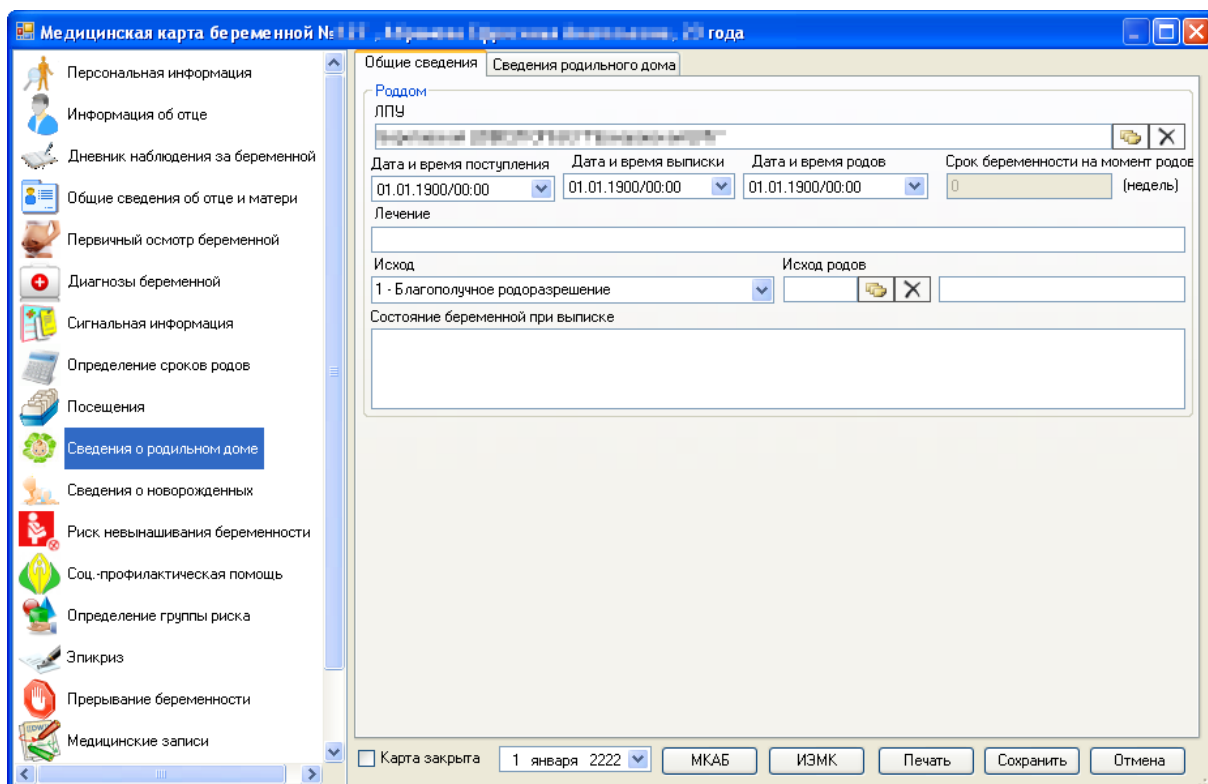 Медицинская карта беременной № года
Персональная информация
Информация об отце
Дневник наблюдения за беременной
Общие сведения об отце и матери
Первичный осмотр беременной
Диагнозы беременной
Сигнальная информация
Определение сроков родов
Посещения
Сведения о родильном доме
Сведения о новорожденных
Риск невынашивания беременности
Соц.-профилактическая помощь
Определение группы риска
Эпикриз
Прерывание беременности
Медицинские записи
Общие сведения Сведения родильного дома
Роддом
ЛПУ
Дата и время поступления Дата и время выписки Дата и время родов Срок беременности на момент родов
01.01.1900/00:00 01.01.1900/00:00 01.01.1900/00:00 0 (недель)
Лечение
Исход Исход родов
1 - Благополучное родоразрешение
Состояние беременной при выписке
Карта закрыта 1 января 2222 МКАБ ИЭМК Печать Сохранить Отмена